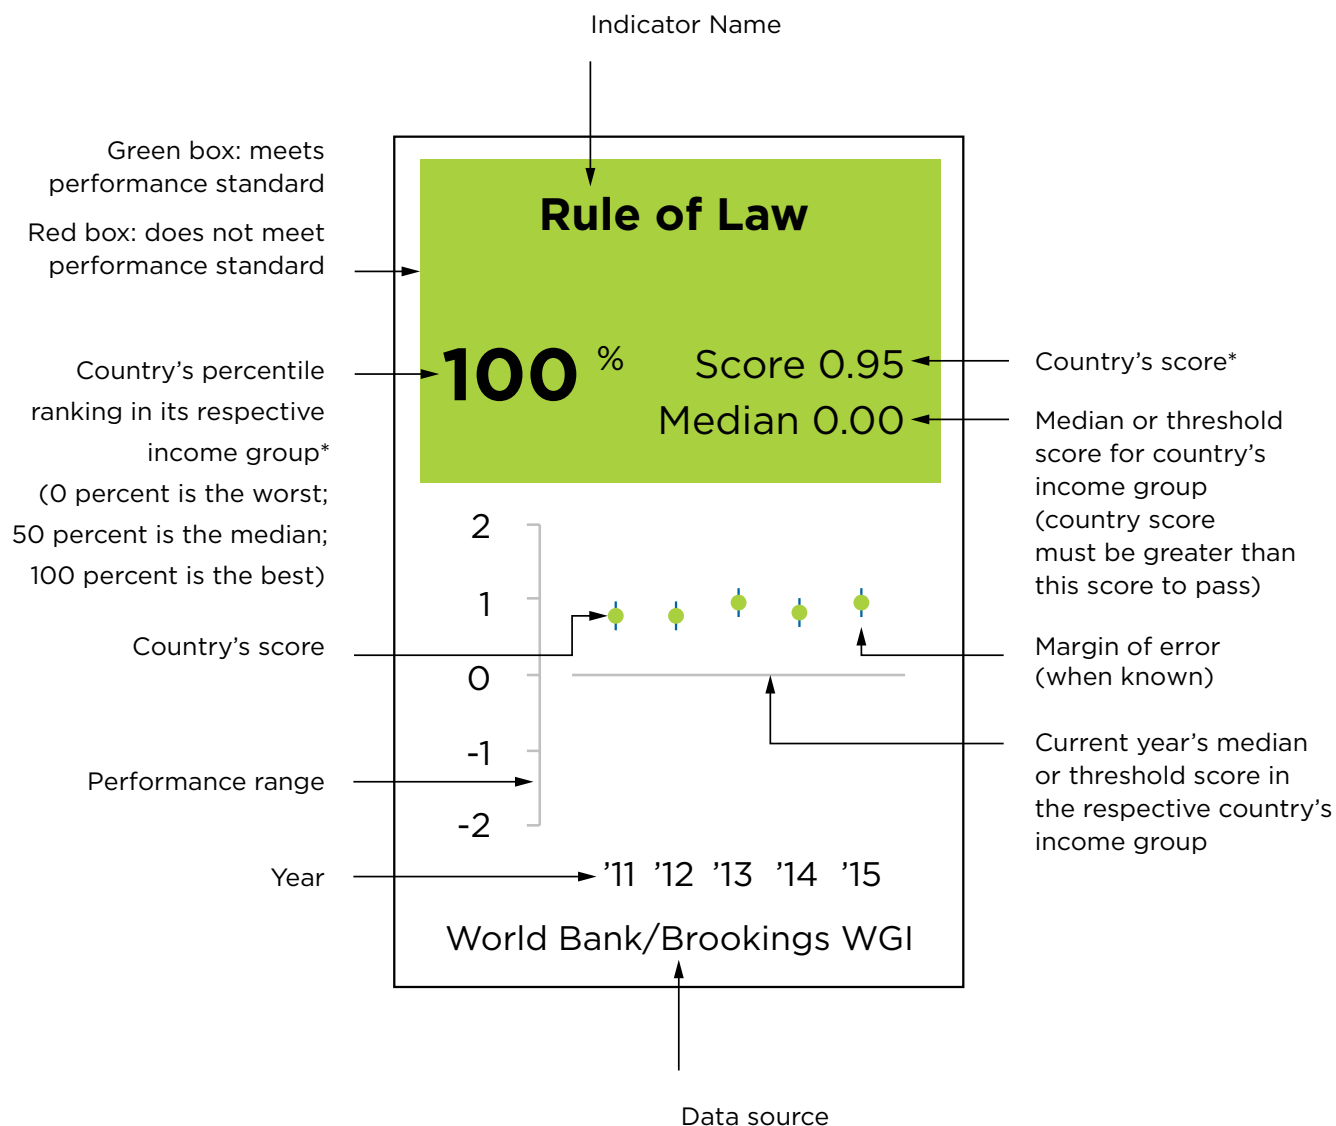 Indicator Name
Green box: meets
performance standard
Red box: does not meet
performance standard
Rule of Law
Country’s percentile
ranking in its respective
income group*
(0 percent is the worst;
50 percent is the median;
100 percent is the best)
100 %
Score 0.95
Median 0.00
Country’s score*
Median or threshold
score for country’s
income group
(country score
must be greater than
this score to pass)
2
1
0
-1
-2
Country’s score
Margin of error
(when known)
Performance range
Current year’s median
or threshold score in
the respective country’s
income group
Year
’11 ’12 ’13 ’14 ’15
World Bank/Brookings WGI
Data source